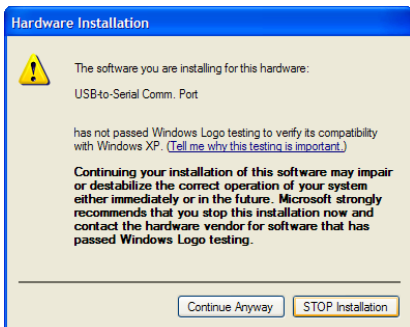 Hardware Installation
The software you are installing for this hardware:
USB-to-Serial Comm. Port
has not passed Windows Logo testing to verify its compatibility
with Windows XP. (Tell me why this testing is important.)
Continuing your installation of this software may impair
or destabilize the correct operation of your system
either immediately or in the future. Microsoft strongly
recommends that you stop this installation now and
contact the hardware vendor for software that has
passed Windows Logo testing.
Continue Anyway
STOP Installation